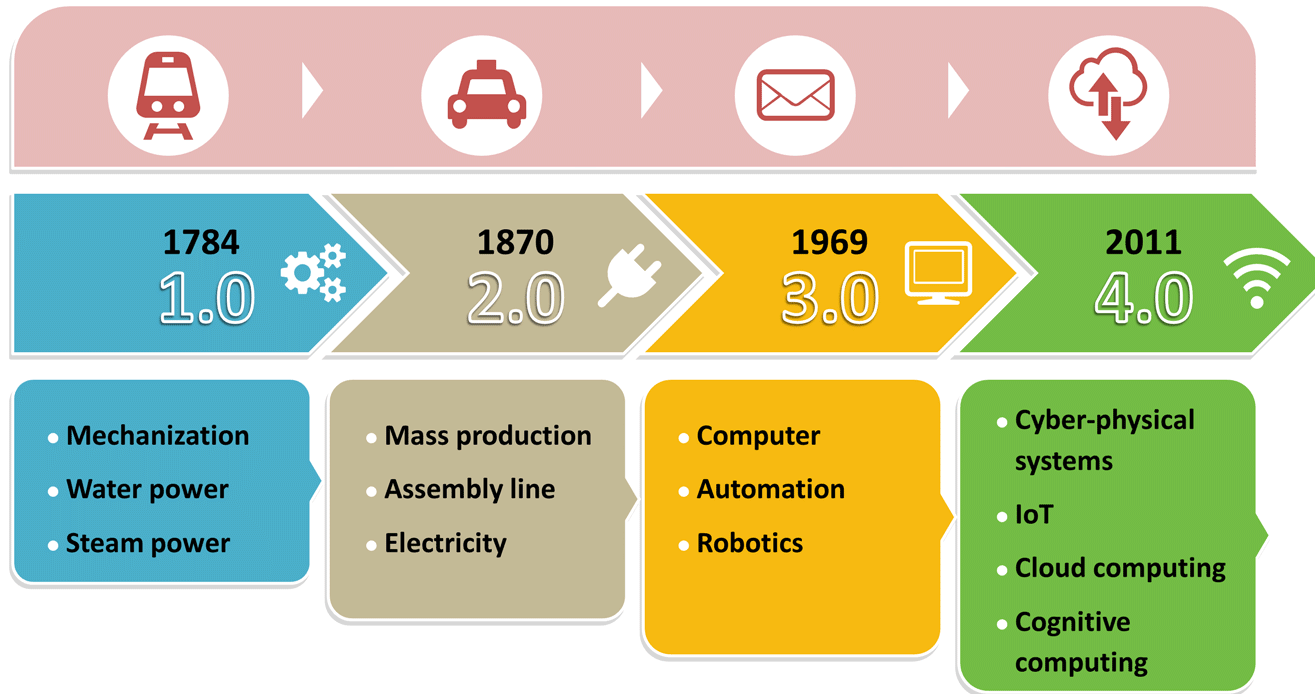 1784
1.0
1870
2.0
1969
3.0
2011
4.0
Mechanization
Water power
Steam power
Mass production
Assembly line
Electricity
Computer
Automation
Robotics
Cyber-physical
systems
IoT
Cloud computing
Cognitive
computing